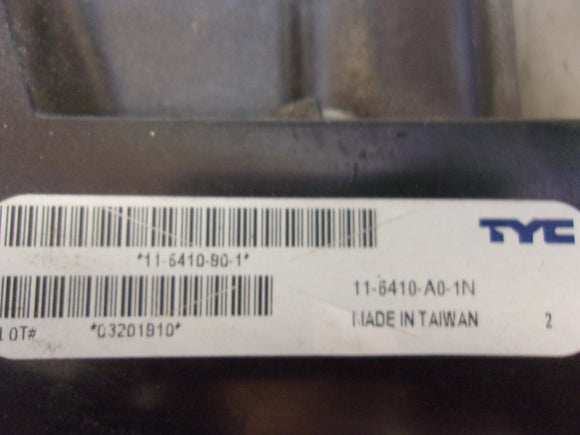 TYC
*11-6410-90-1*
11-6410-A0-1N
LOT# *03201910*
MADE IN TAIWAN 2